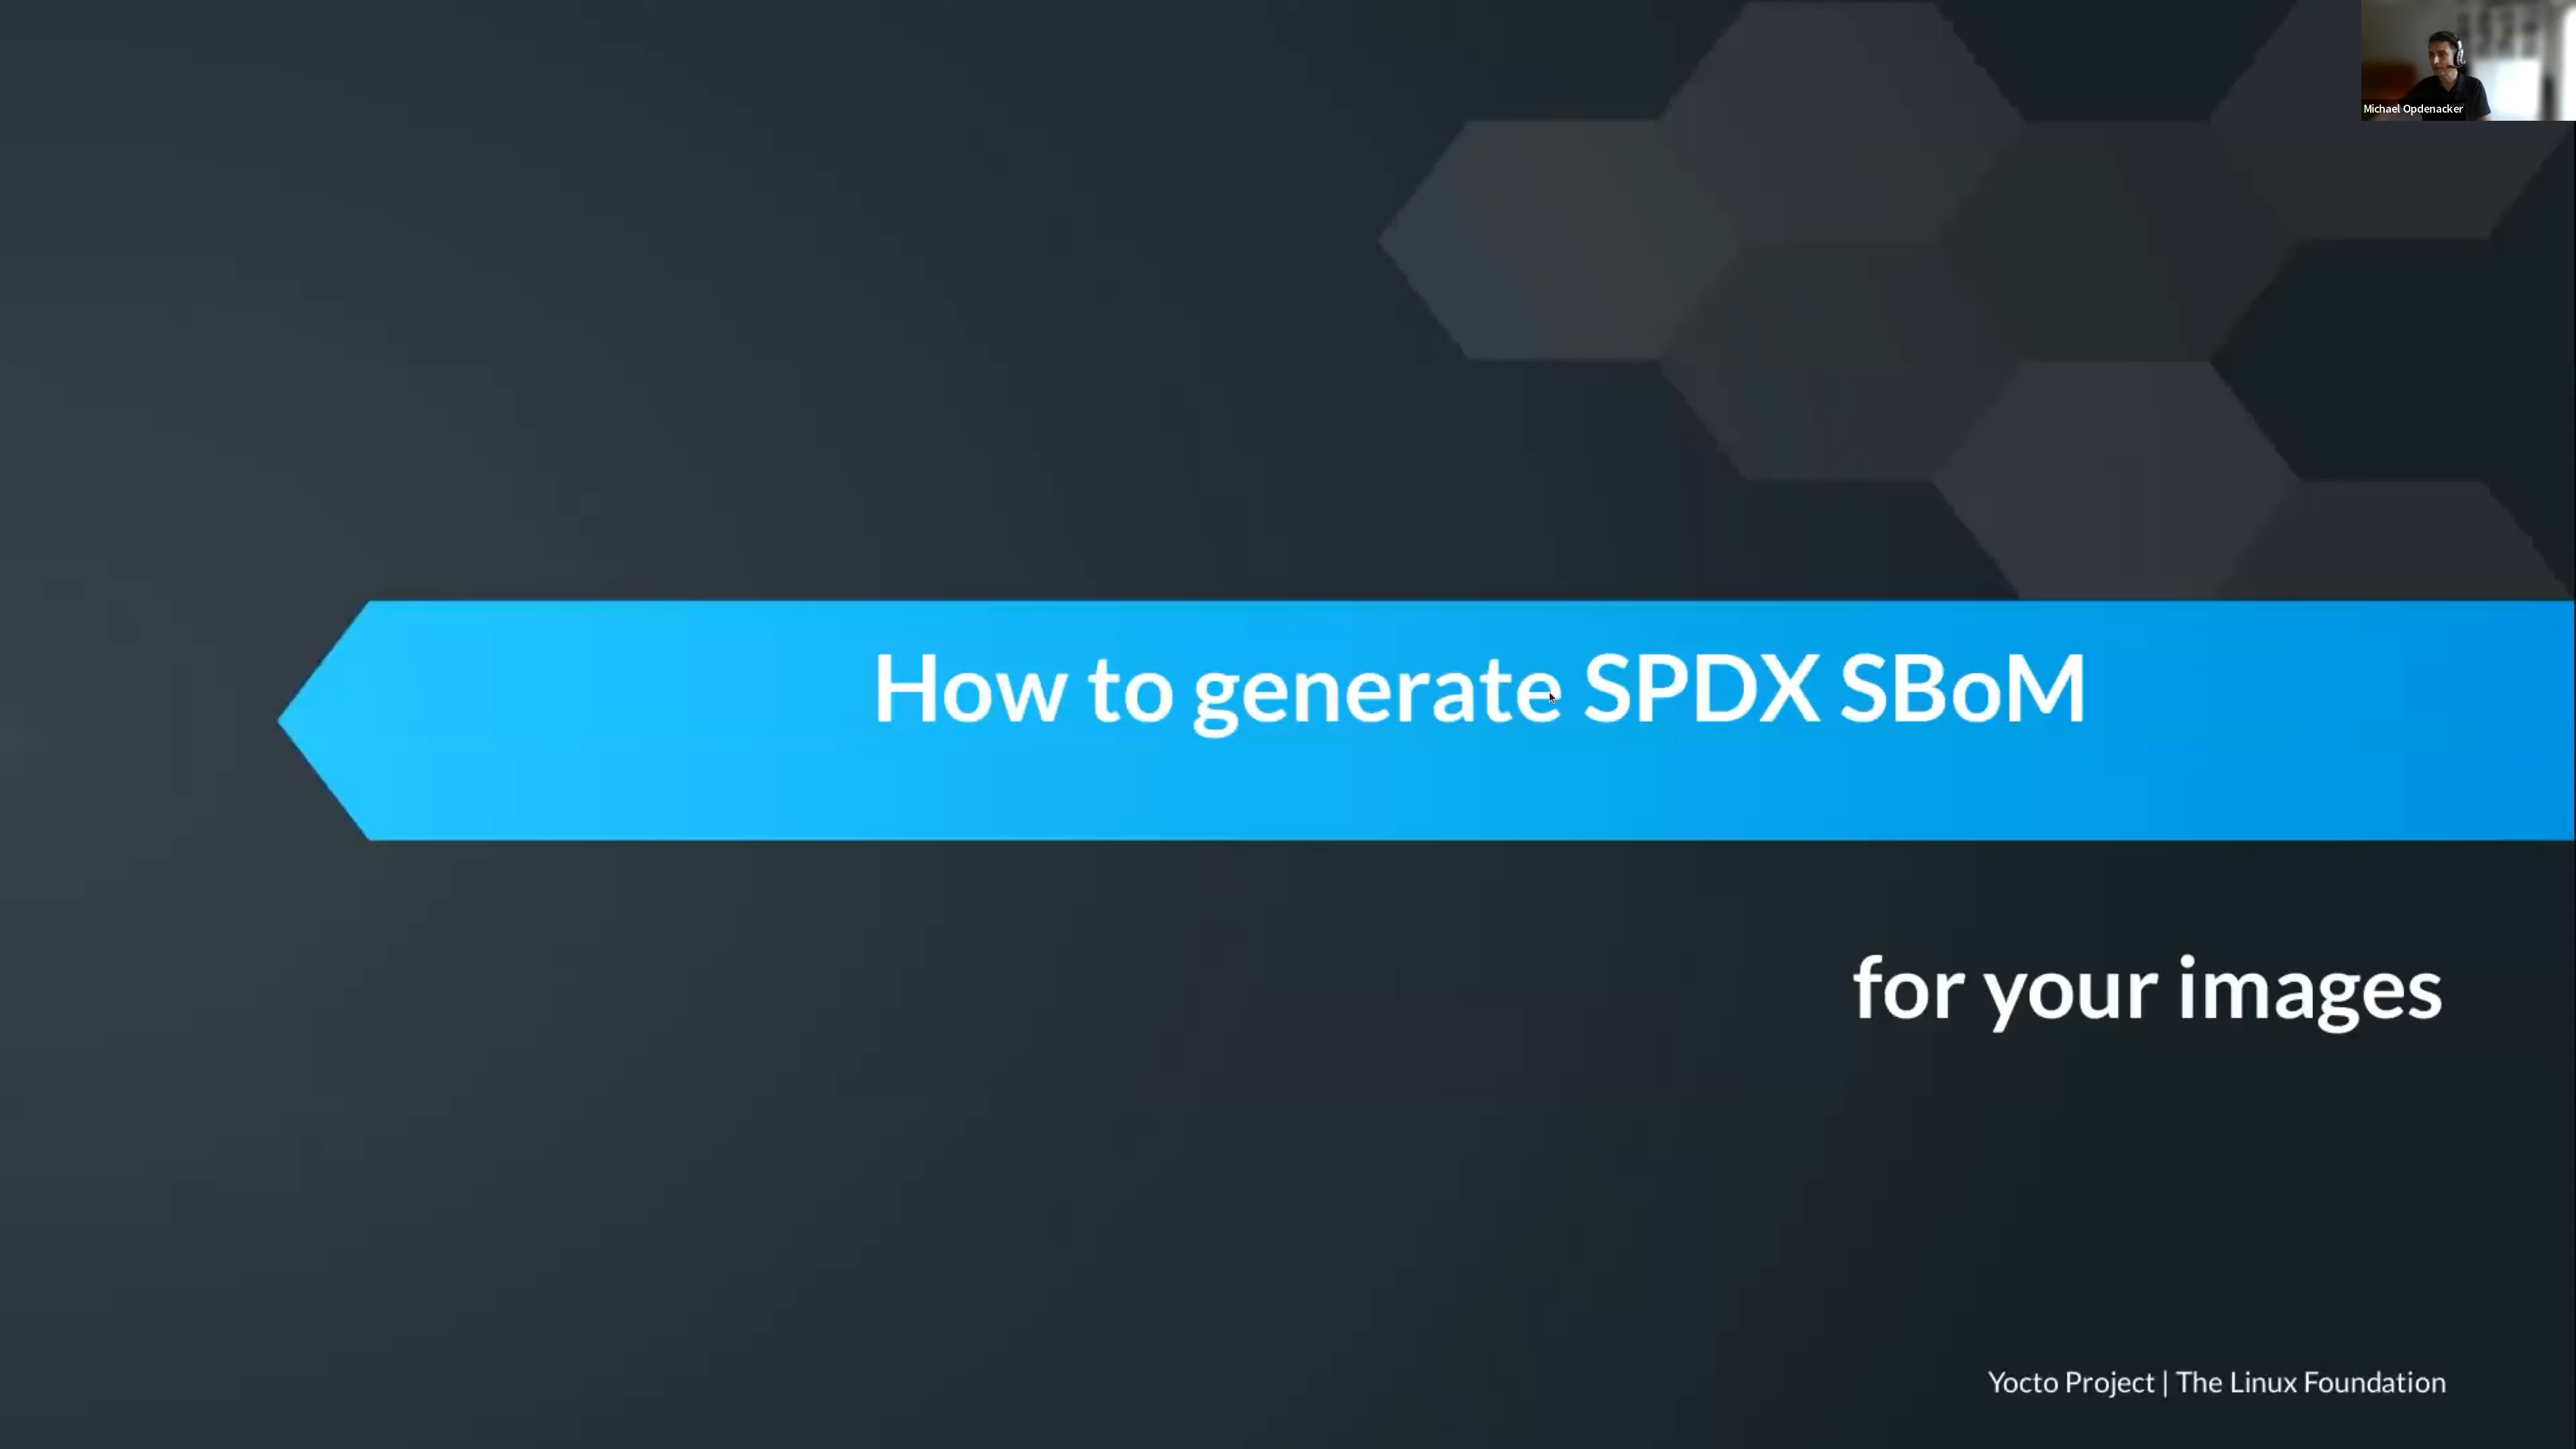 Michael Opdenacker
How to generate SPDX SBoM
for your images
Yocto Project | The Linux Foundation